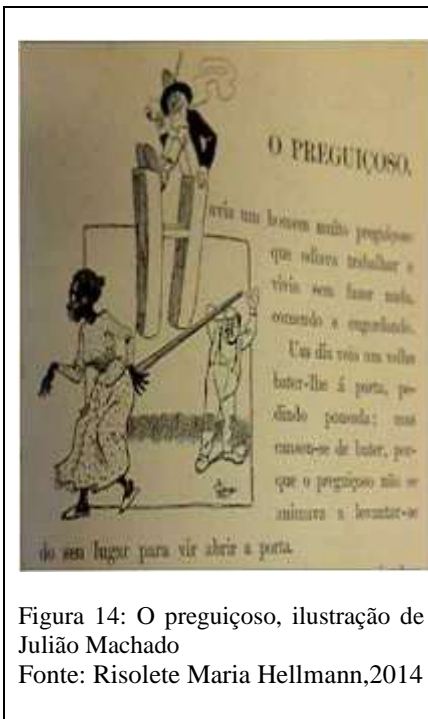 O PREGUIÇOSO.
Havia um homem muito preguiçoso
que odiava trabalhar e
vivia sem fazer nada,
comendo e engordando.
Um dia veio um velho
bater-lhe á porta, pe-
dindo pousada; mas
cansou-se de bater, por-
que o preguiçoso não se
animava a levantar-se
do seu lugar para vir abrir a porta.
Figura 14: O preguiçoso, ilustração de
Julião Machado
Fonte: Risolete Maria Hellmann,2014